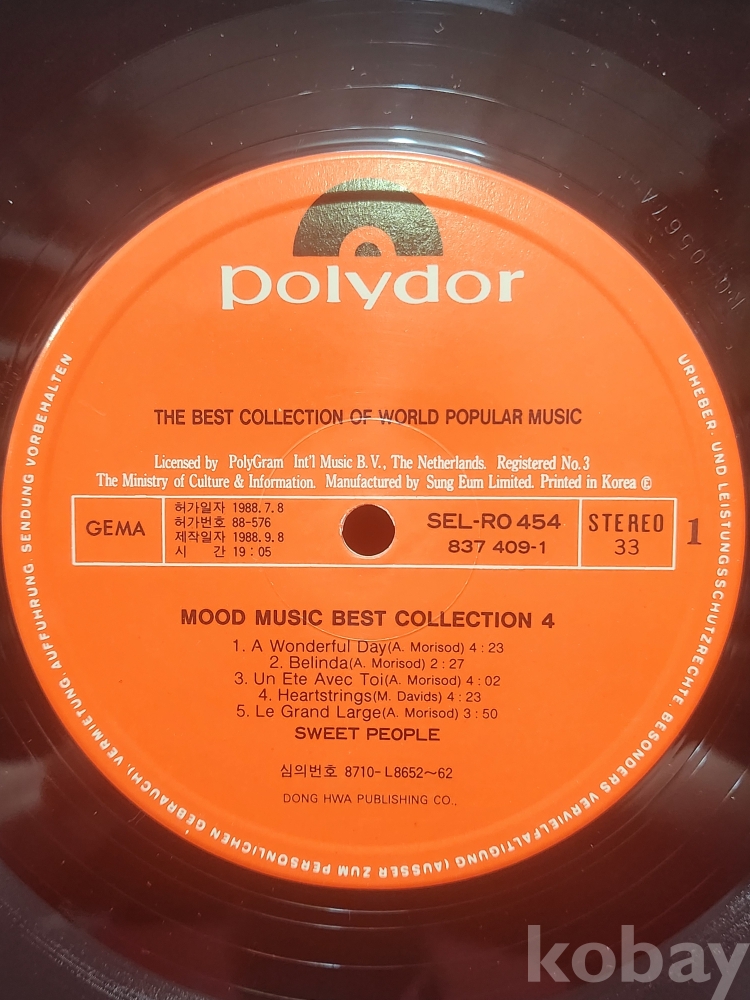 polydor
THE BEST COLLECTION OF WORLD POPULAR MUSIC
Licensed by PolyGram Int'l Music B.V., The Netherlands. Registered No.3
The Ministry of Culture & Information. Manufactured by Sung Eum Limited. Printed in Korea Ⓔ
GEMA
허가일자 1988.7.8
허가번호 88-576
제작일자 1988.9.8
시 간 19:05
SEL-RO 454
837 409-1
STEREO
33
1
MOOD MUSIC BEST COLLECTION 4
1. A Wonderful Day(A. Morisod) 4:23
2. Belinda(A. Morisod) 2:27
3. Un Ete Avec Toi(A. Morisod) 4:02
4. Heartstrings(M. Davids) 4:23
5. Le Grand Large(A. Morisod) 3:50
SWEET PEOPLE
심의번호 8710-L8652~62
DONG HWA PUBLISHING CO.,
URHEBER- UND LEISTUNGSSCHUTZRECHTE. BESONDERS VERVIELFÄLTIGUNG (AUSSER ZUM PERSÖNLICHEN GEBRAUCH), VERMIETUNG, AUFFÜHRUNG, SENDUNG VORBEHALTEN
kobay